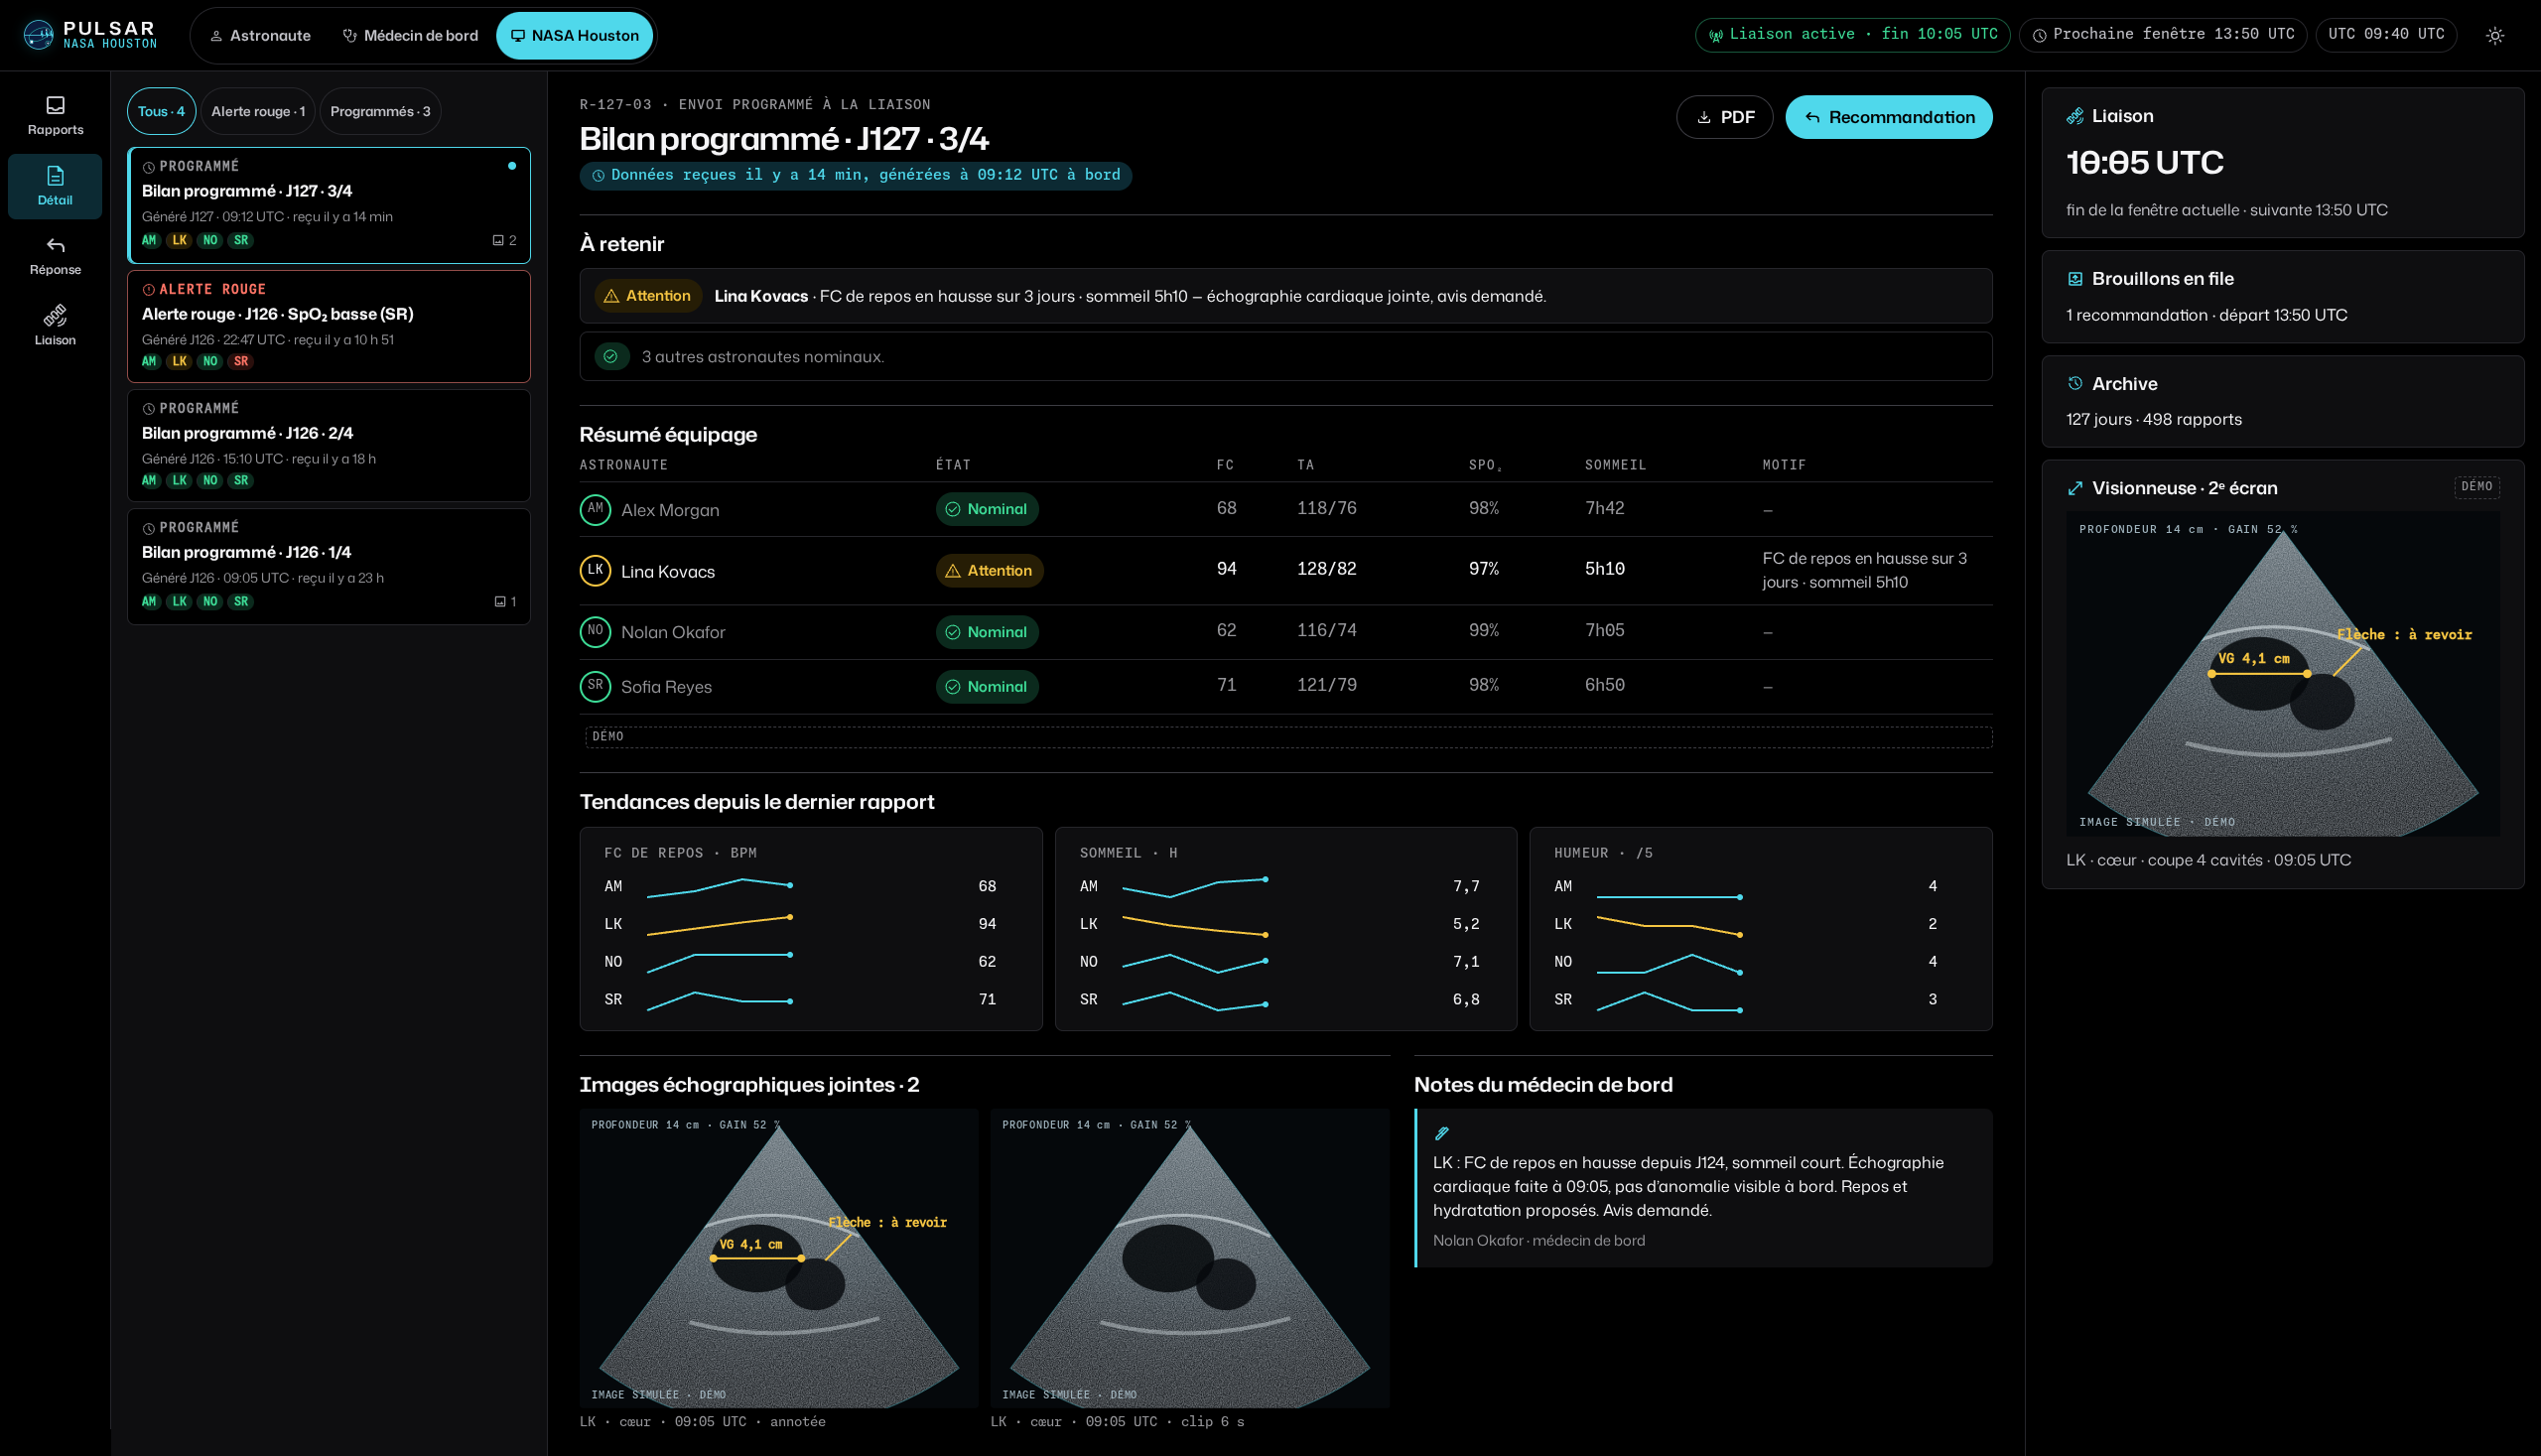 PULSAR
NASA HOUSTON
Astronaute
Médecin de bord
NASA Houston
Liaison active · fin 10:05 UTC
Prochaine fenêtre 13:50 UTC
UTC 09:40 UTC
Rapports
Détail
Réponse
Liaison
Tous · 4
Alerte rouge · 1
Programmés · 3
PROGRAMMÉ
Bilan programmé · J127 · 3/4
Généré J127 · 09:12 UTC · reçu il y a 14 min
AM LK NO SR
2
ALERTE ROUGE
Alerte rouge · J126 · SpO₂ basse (SR)
Généré J126 · 22:47 UTC · reçu il y a 10 h 51
AM LK NO SR
PROGRAMMÉ
Bilan programmé · J126 · 2/4
Généré J126 · 15:10 UTC · reçu il y a 18 h
AM LK NO SR
PROGRAMMÉ
Bilan programmé · J126 · 1/4
Généré J126 · 09:05 UTC · reçu il y a 23 h
AM LK NO SR
1
R-127-03 · ENVOI PROGRAMMÉ À LA LIAISON
Bilan programmé · J127 · 3/4
Données reçues il y a 14 min, générées à 09:12 UTC à bord
PDF
Recommandation
À retenir
Attention
Lina Kovacs · FC de repos en hausse sur 3 jours · sommeil 5h10 — échographie cardiaque jointe, avis demandé.
3 autres astronautes nominaux.
Résumé équipage
ASTRONAUTE ÉTAT FC TA SPO₂ SOMMEIL MOTIF
AM Alex Morgan Nominal 68 118/76 98% 7h42 —
LK Lina Kovacs Attention 94 128/82 97% 5h10 FC de repos en hausse sur 3
jours · sommeil 5h10
NO Nolan Okafor Nominal 62 116/74 99% 7h05 —
SR Sofia Reyes Nominal 71 121/79 98% 6h50 —
DÉMO
Tendances depuis le dernier rapport
FC DE REPOS · BPM
AM 68
LK 94
NO 62
SR 71
SOMMEIL · H
AM 7,7
LK 5,2
NO 7,1
SR 6,8
HUMEUR · /5
AM 4
LK 2
NO 4
SR 3
Images échographiques jointes · 2
PROFONDEUR 14 cm · GAIN 52 %
Flèche : à revoir
VG 4,1 cm
IMAGE SIMULÉE · DÉMO
LK · cœur · 09:05 UTC · annotée
PROFONDEUR 14 cm · GAIN 52 %
IMAGE SIMULÉE · DÉMO
LK · cœur · 09:05 UTC · clip 6 s
Notes du médecin de bord
LK : FC de repos en hausse depuis J124, sommeil court. Échographie
cardiaque faite à 09:05, pas d’anomalie visible à bord. Repos et
hydratation proposés. Avis demandé.
Nolan Okafor · médecin de bord
Liaison
10:05 UTC
fin de la fenêtre actuelle · suivante 13:50 UTC
Brouillons en file
1 recommandation · départ 13:50 UTC
Archive
127 jours · 498 rapports
Visionneuse · 2ᵉ écran
DÉMO
PROFONDEUR 14 cm · GAIN 52 %
Flèche : à revoir
VG 4,1 cm
IMAGE SIMULÉE · DÉMO
LK · cœur · coupe 4 cavités · 09:05 UTC